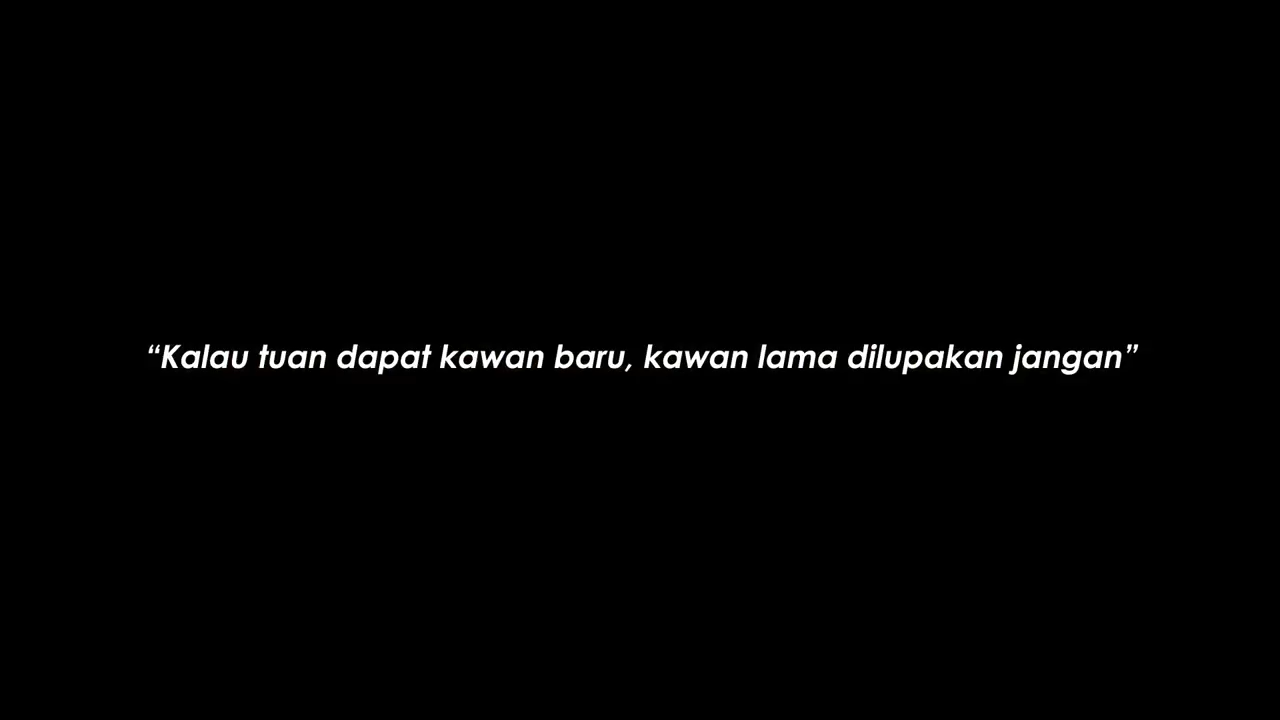 “Kalau tuan dapat kawan baru, kawan lama dilupakan jangan”